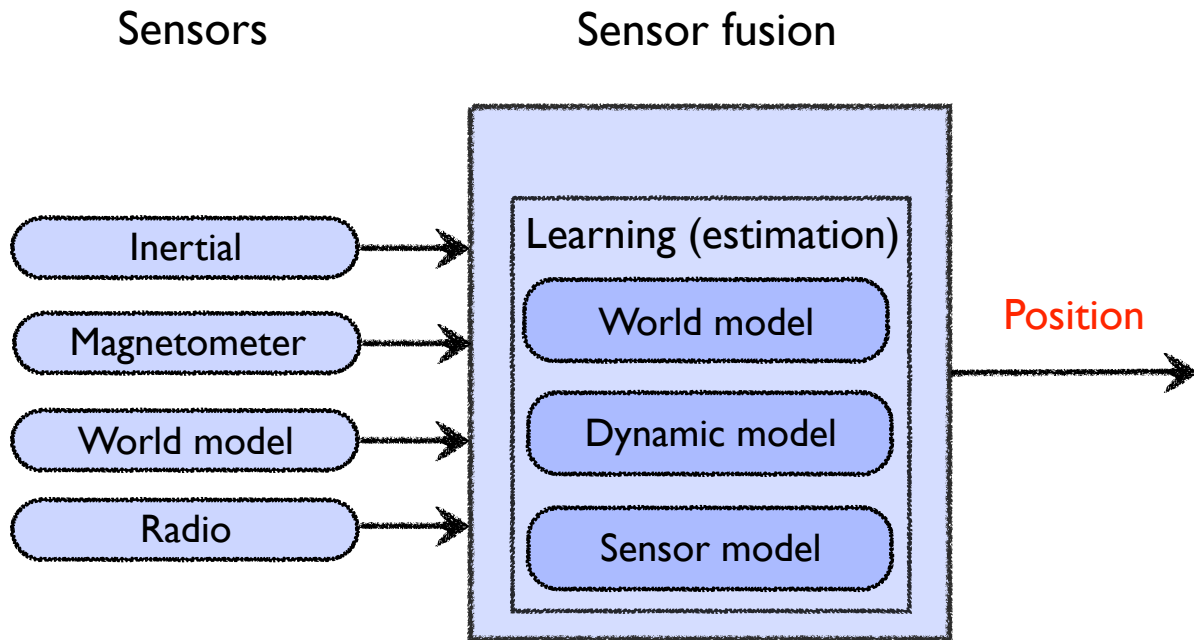 Sensors
Sensor fusion
Inertial
Magnetometer
World model
Radio
Learning (estimation)
World model
Dynamic model
Sensor model
Position